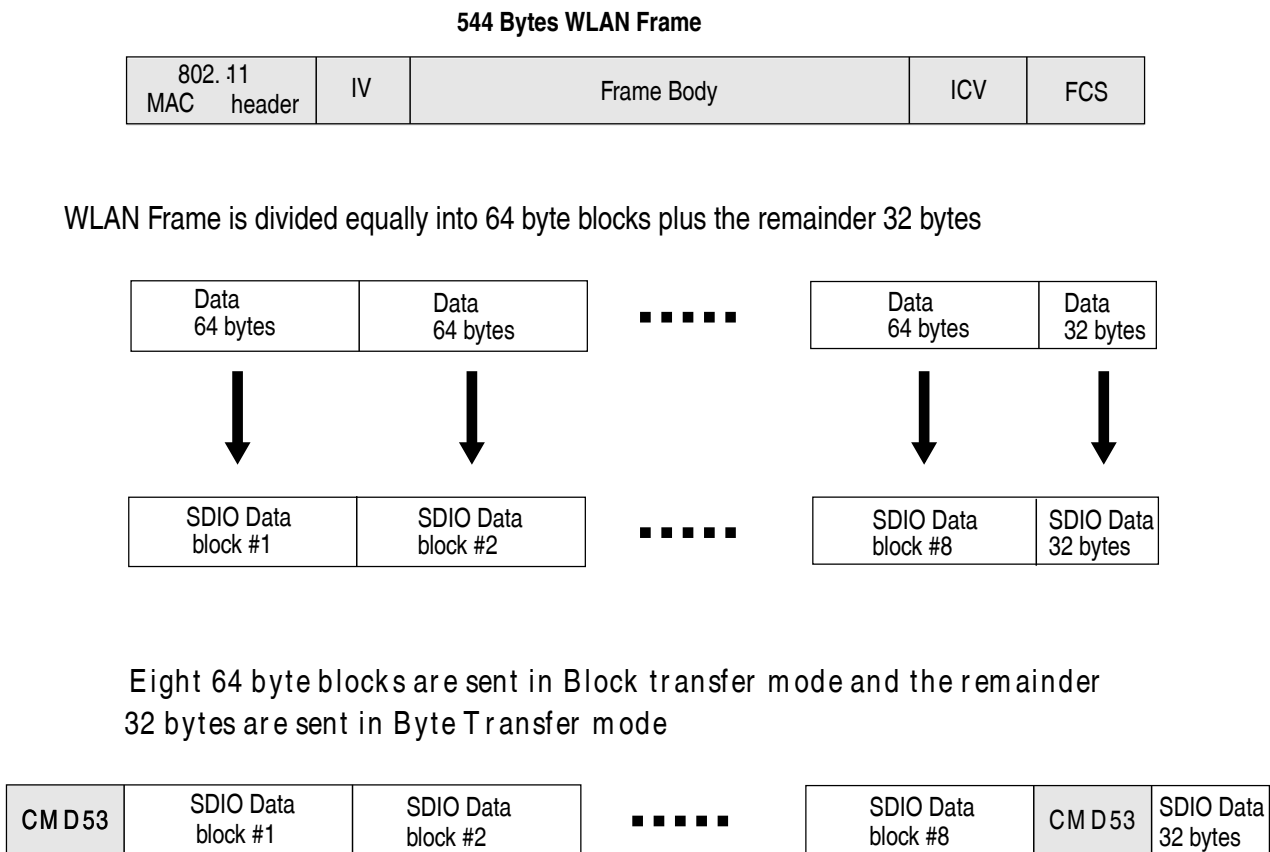 544 Bytes WLAN Frame
802.11
MAC header
IV
Frame Body
ICV
FCS
WLAN Frame is divided equally into 64 byte blocks plus the remainder 32 bytes
Data
64 bytes
Data
64 bytes
Data
64 bytes
Data
32 bytes
SDIO Data
block #1
SDIO Data
block #2
SDIO Data
block #8
SDIO Data
32 bytes
Eight 64 byte blocks are sent in Block transfer mode and the remainder
32 bytes are sent in Byte Transfer mode
CMD53
SDIO Data
block #1
SDIO Data
block #2
SDIO Data
block #8
CMD53
SDIO Data
32 bytes